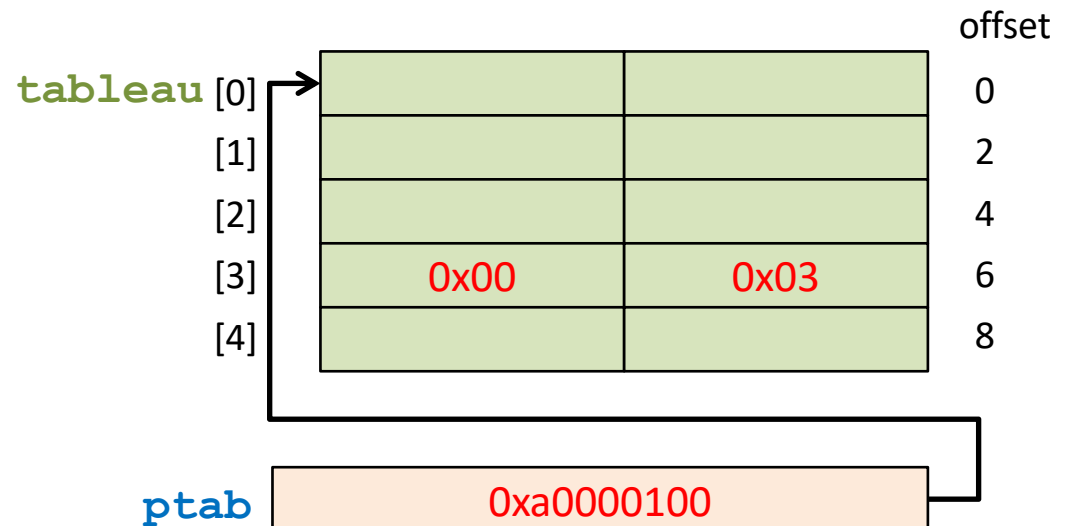 offset
tableau [0] 0
[1] 2
[2] 4
[3] 0x00 0x03 6
[4] 8
ptab 0xa0000100